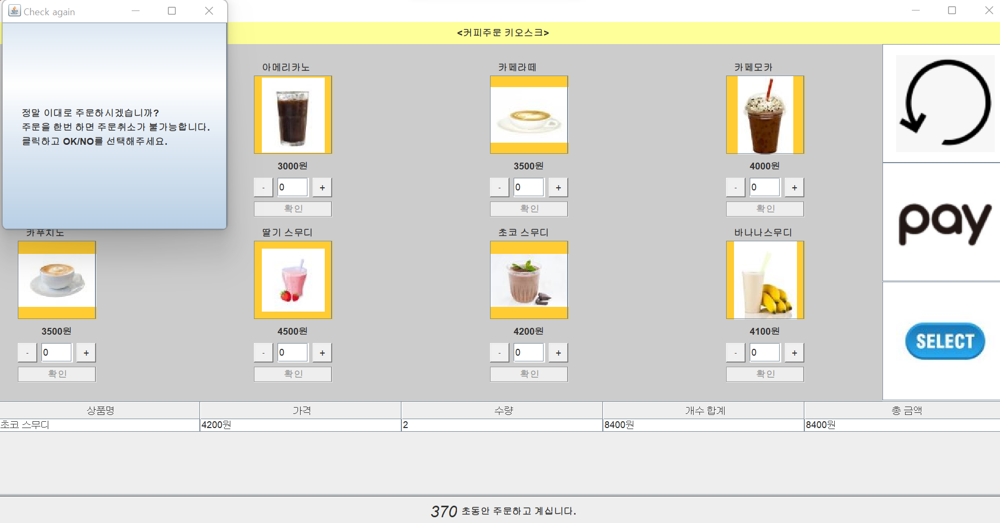 Check again
<커피주문 키오스크>
정말 이대로 주문하시겠습니까?
주문을 한번 하면 주문취소가 불가능합니다.
클릭하고 OK/NO를 선택해주세요.
아메리카노
카페라떼
카페모카
3000원
3500원
4000원
- 0 +
- 0 +
- 0 +
확인
확인
확인
카푸치노
딸기 스무디
초코 스무디
바나나스무디
3500원
4500원
4200원
4100원
- 0 +
- 0 +
- 0 +
- 0 +
확인
확인
확인
확인
pay
SELECT
상품명 가격 수량 개수 합계 총 금액
초코 스무디 4200원 2 8400원 8400원
370 초동안 주문하고 계십니다.